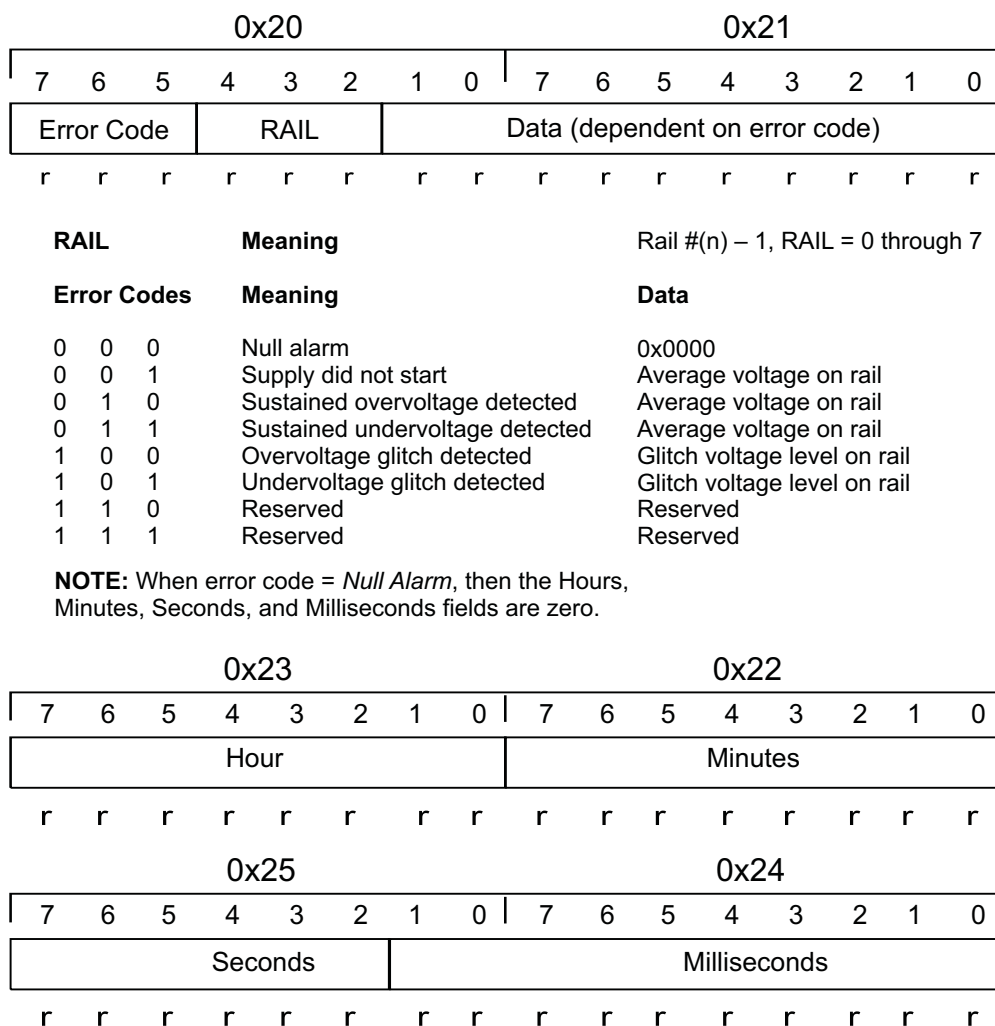 0x20 0x21
7 6 5 4 3 2 1 0 7 6 5 4 3 2 1 0
Error Code RAIL Data (dependent on error code)
r r r r r r r r r r r r r r r r
RAIL Meaning Rail #(n) – 1, RAIL = 0 through 7
Error Codes Meaning Data
0 0 0 Null alarm 0x0000
0 0 1 Supply did not start Average voltage on rail
0 1 0 Sustained overvoltage detected Average voltage on rail
0 1 1 Sustained undervoltage detected Average voltage on rail
1 0 0 Overvoltage glitch detected Glitch voltage level on rail
1 0 1 Undervoltage glitch detected Glitch voltage level on rail
1 1 0 Reserved Reserved
1 1 1 Reserved Reserved
NOTE: When error code = Null Alarm, then the Hours,
Minutes, Seconds, and Milliseconds fields are zero.
0x23 0x22
7 6 5 4 3 2 1 0 7 6 5 4 3 2 1 0
Hour Minutes
r r r r r r r r r r r r r r r r
0x25 0x24
7 6 5 4 3 2 1 0 7 6 5 4 3 2 1 0
Seconds Milliseconds
r r r r r r r r r r r r r r r r